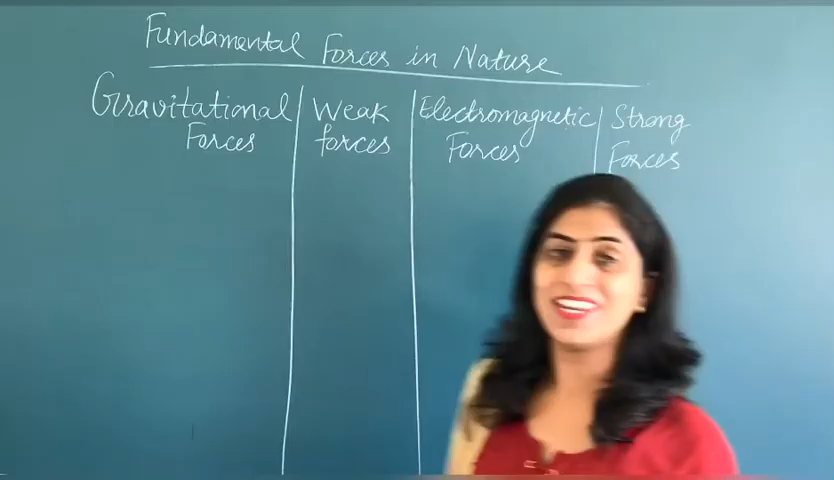 Fundamental Forces in Nature
Gravitational Forces
Weak forces
Electromagnetic Forces
Strong Forces